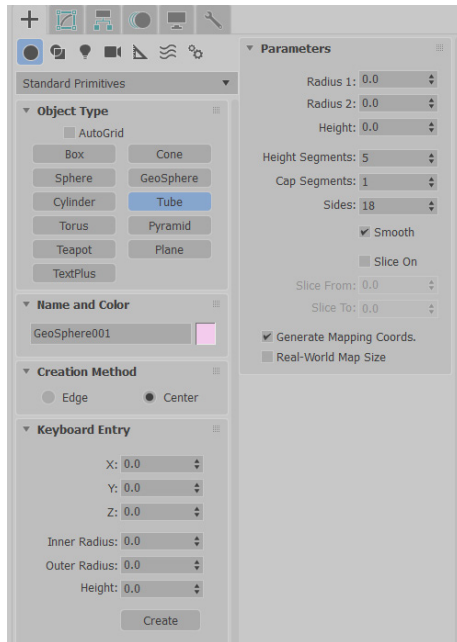 Standard Primitives
Object Type
AutoGrid
Box Cone
Sphere GeoSphere
Cylinder Tube
Torus Pyramid
Teapot Plane
TextPlus
Name and Color
GeoSphere001
Creation Method
Edge Center
Keyboard Entry
X: 0.0
Y: 0.0
Z: 0.0
Inner Radius: 0.0
Outer Radius: 0.0
Height: 0.0
Create
Parameters
Radius 1: 0.0
Radius 2: 0.0
Height: 0.0
Height Segments: 5
Cap Segments: 1
Sides: 18
Smooth
Slice On
Slice From: 0.0
Slice To: 0.0
Generate Mapping Coords.
Real-World Map Size